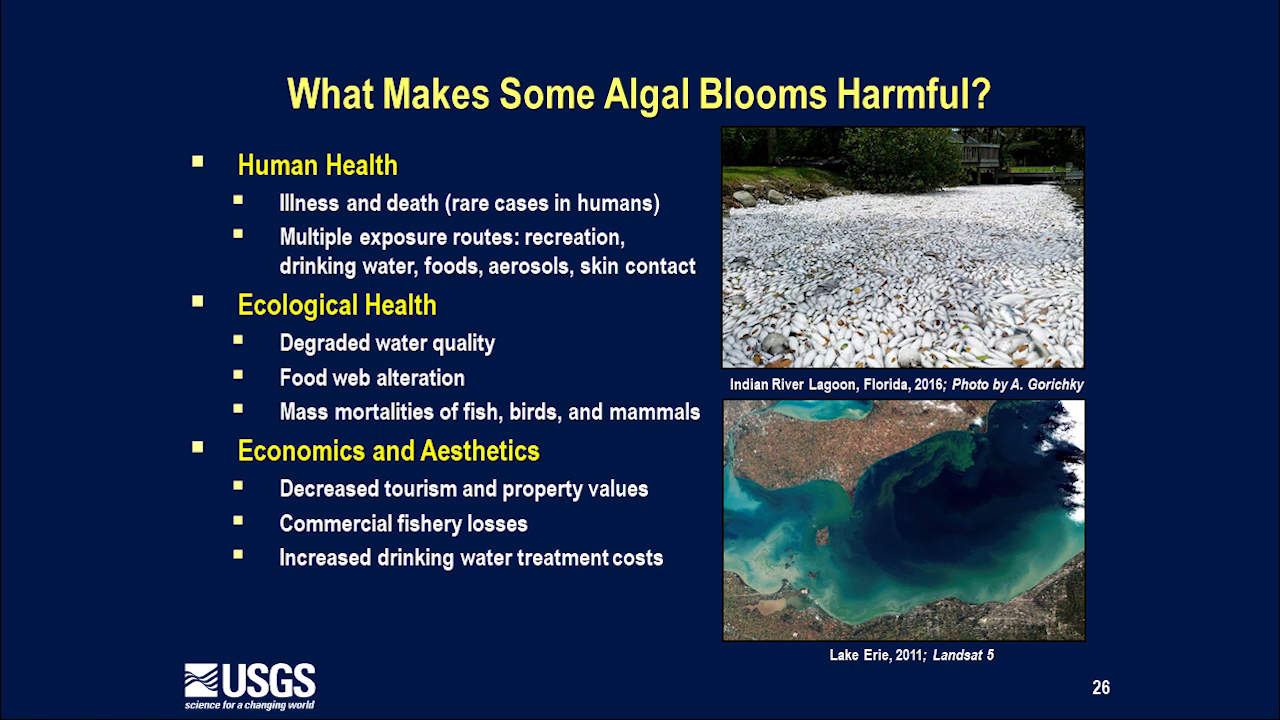 What Makes Some Algal Blooms Harmful?
Human Health
Illness and death (rare cases in humans)
Multiple exposure routes: recreation,
drinking water, foods, aerosols, skin contact
Ecological Health
Degraded water quality
Food web alteration
Mass mortalities of fish, birds, and mammals
Economics and Aesthetics
Decreased tourism and property values
Commercial fishery losses
Increased drinking water treatment costs
Indian River Lagoon, Florida, 2016; Photo by A. Gorichky
Lake Erie, 2011; Landsat 5
USGS
science for a changing world
26